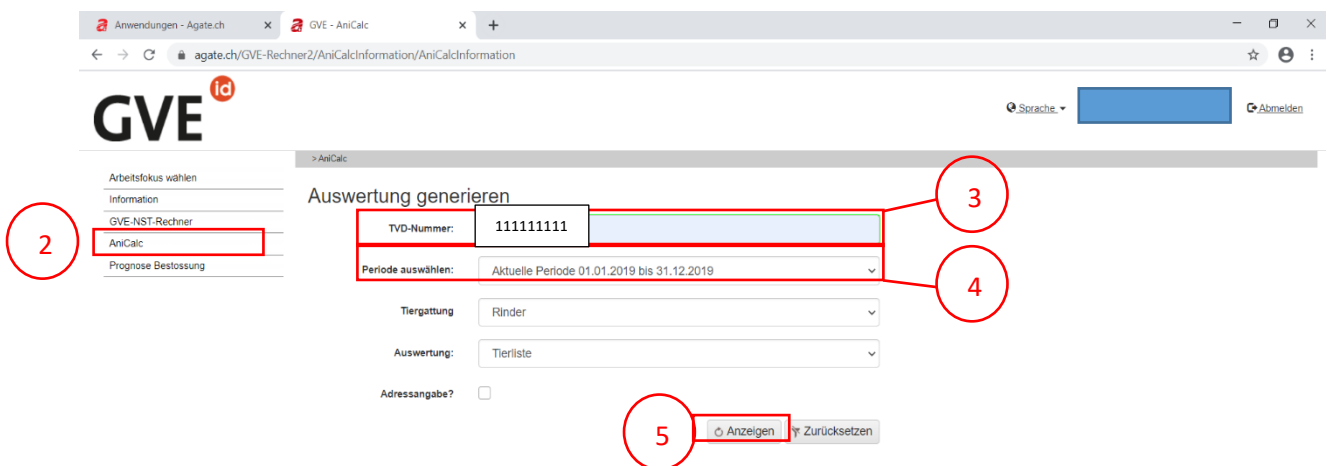 Anwendungen - Agate.ch
GVE - AniCalc
agate.ch/GVE-Rechner2/AniCalcInformation/AniCalcInformation
GVE id
Sprache
Abmelden
> AniCalc
Arbeitsfokus wählen
Information
GVE-NST-Rechner
AniCalc
Prognose Bestossung
2
Auswertung generieren
3
TVD-Nummer: 111111111
Periode auswählen: Aktuelle Periode 01.01.2019 bis 31.12.2019
4
Tiergattung Rinder
Auswertung: Tierliste
Adressangabe?
5
Anzeigen Zurücksetzen